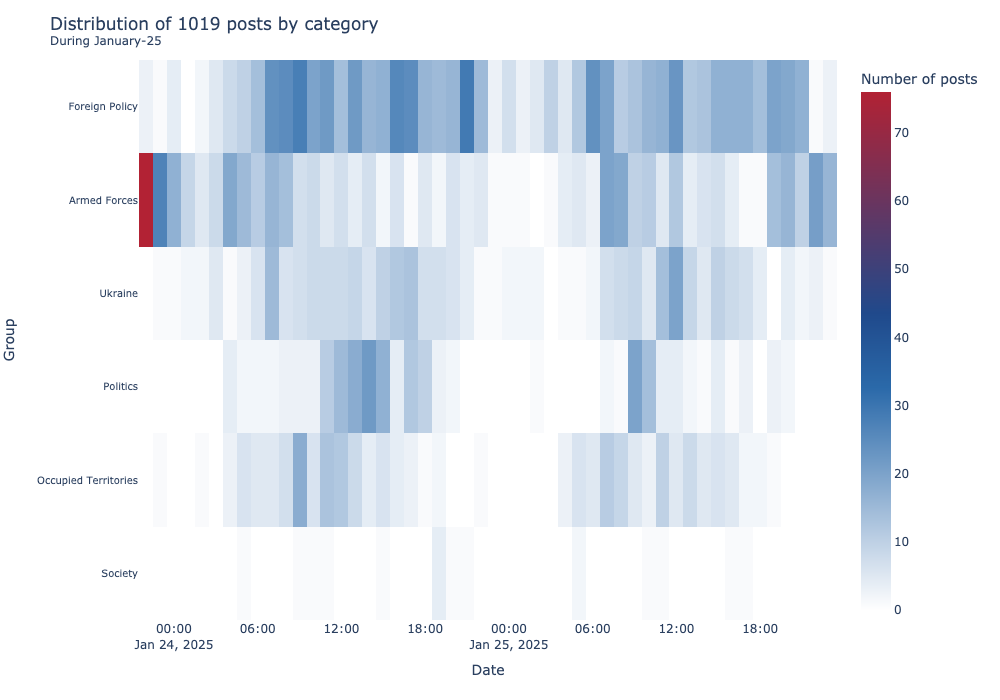 Distribution of 1019 posts by category
During January-25
Number of posts
Foreign Policy
Armed Forces
Ukraine
Politics
Occupied Territories
Society
Group
70
60
50
40
30
20
10
0
00:00
Jan 24, 2025
06:00
12:00
18:00
00:00
Jan 25, 2025
06:00
12:00
18:00
Date